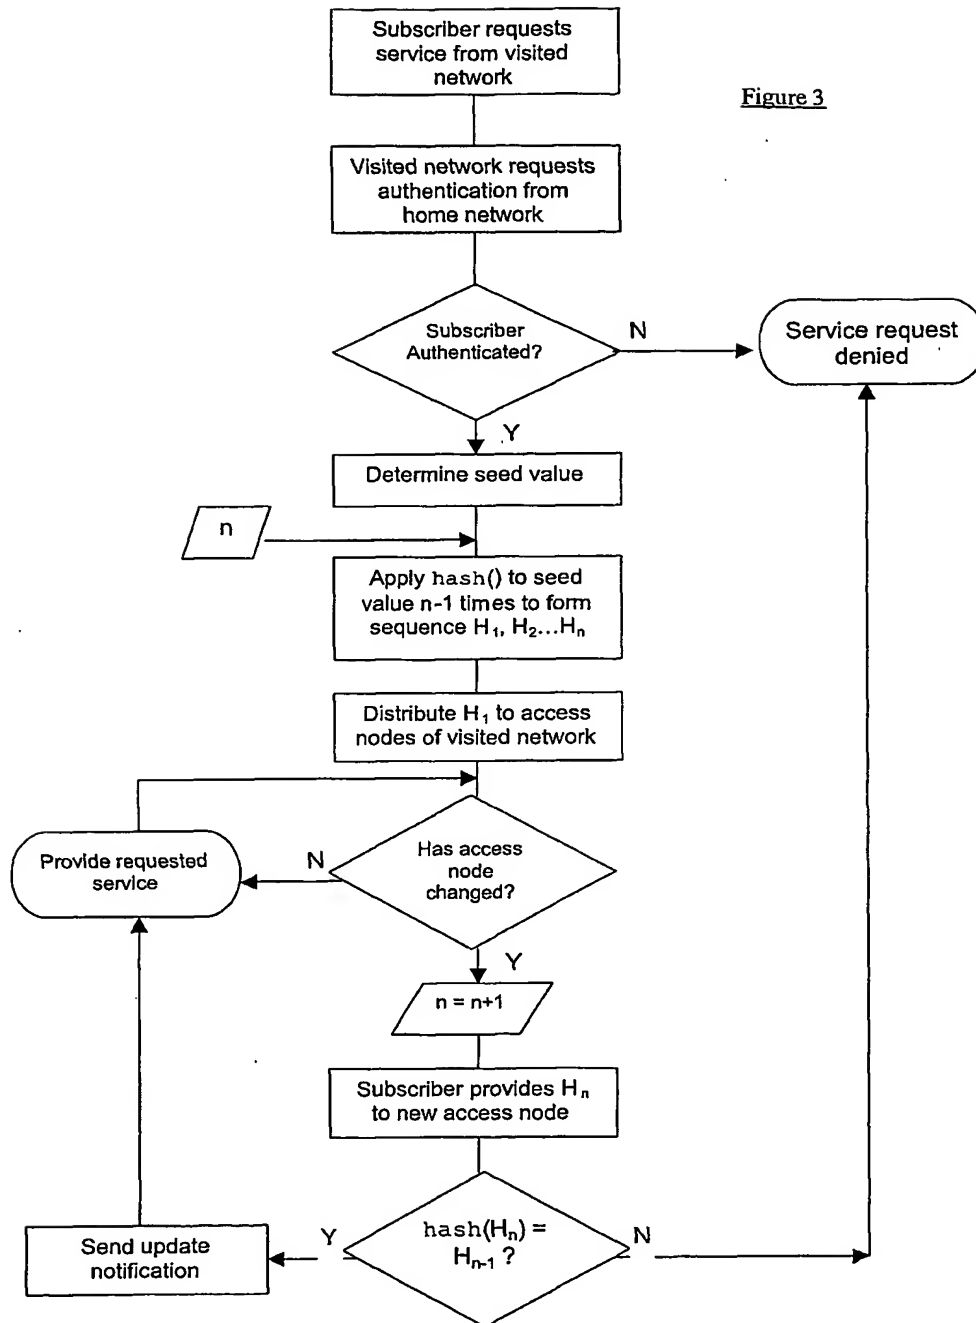 Subscriber requests
service from visited
network
Figure 3
Visited network requests
authentication from
home network
Subscriber
Authenticated?
N
Service request
denied
Y
Determine seed value
n
Apply hash() to seed
value n-1 times to form
sequence H₁, H₂...Hₙ
Distribute H₁ to access
nodes of visited network
Provide requested
service
N
Has access
node
changed?
Y
n = n+1
Subscriber provides Hₙ
to new access node
Send update
notification
Y
hash(Hₙ) =
Hₙ₋₁ ?
N